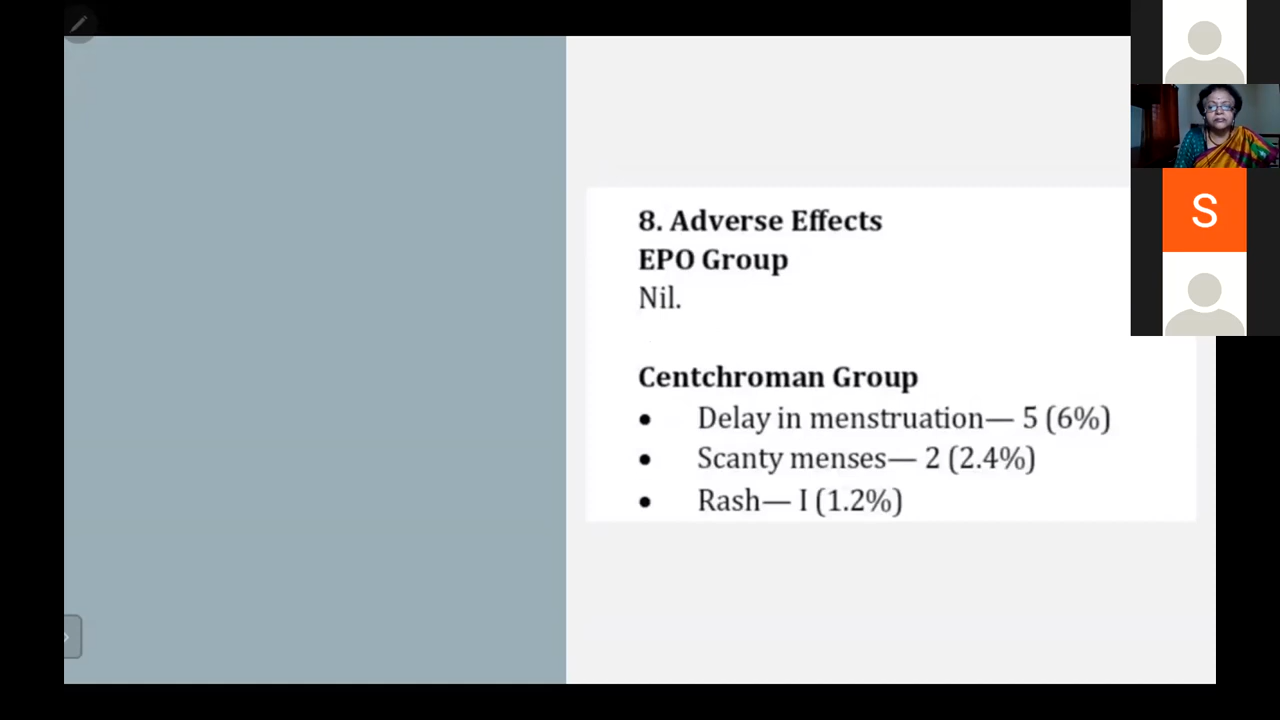 8. Adverse Effects
EPO Group
Nil.
Centchroman Group
• Delay in menstruation— 5 (6%)
• Scanty menses— 2 (2.4%)
• Rash— I (1.2%)
S